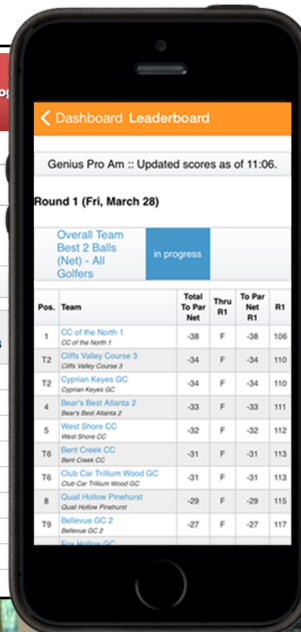 Dashboard Leaderboard
Genius Pro Am :: Updated scores as of 11:06.
Round 1 (Fri, March 28)
Overall Team
Best 2 Balls
(Net) - All
Golfers
in progress
Pos. Team Total To Par Net Thru R1 To Par Net R1 R1
1 CC of the North 1 -38 F -38 106
CC of the North 1
T2 Cliffs Valley Course 3 -34 F -34 110
Cliffs Valley Course 3
T2 Cyprian Keyes GC -34 F -34 110
Cyprian Keyes GC
4 Bear's Best Atlanta 2 -33 F -33 111
Bear's Best Atlanta 2
5 West Shore CC -32 F -32 112
West Shore CC
T6 Bent Creek CC -31 F -31 113
Bent Creek CC
T6 Club Car Trillium Wood GC -31 F -31 113
Club Car Trillium Wood GC
8 Quail Hollow Pinehurst -29 F -29 115
Quail Hollow Pinehurst
T9 Bellevue GC 2 -27 F -27 117
Bellevue GC 2
Fox Hollow GC